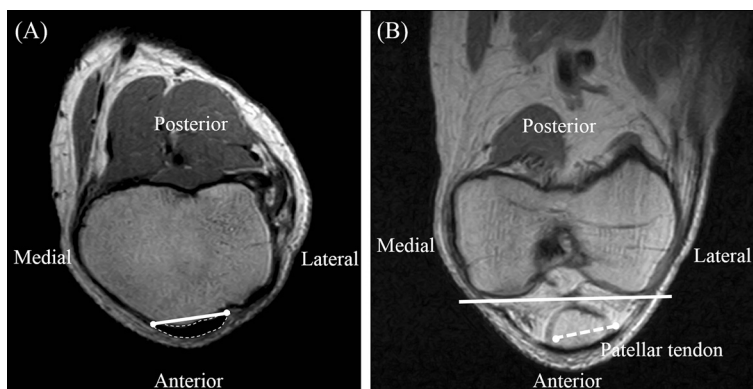 (A)
Posterior
Medial
Lateral
Anterior
(B)
Posterior
Medial
Lateral
Patellar tendon
Anterior